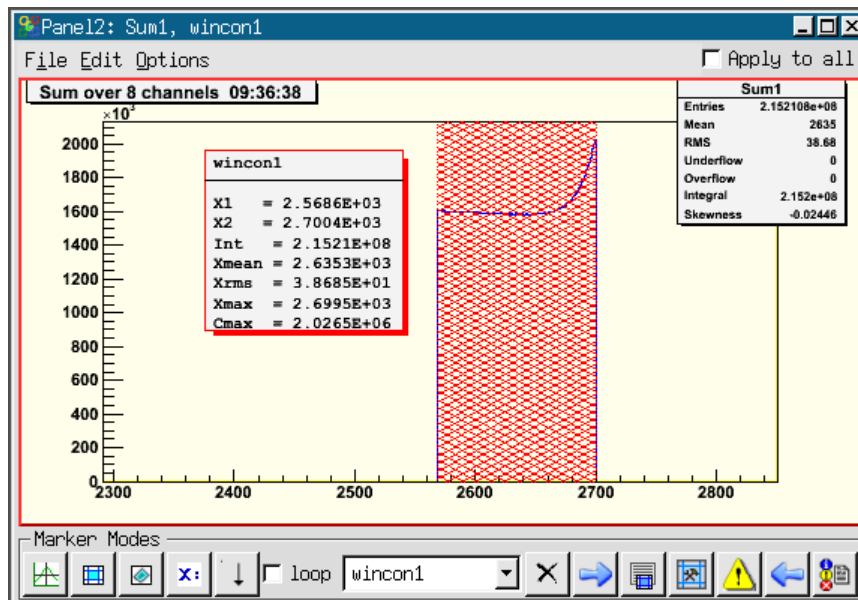 Panel2: Sum1, wincon1
File Edit Options
Apply to all
Sum over 8 channels 09:36:38
×10³
2000
1800
1600
1400
1200
1000
800
600
400
200
0
2300 2400 2500 2600 2700 2800
wincon1
X1 = 2.5686E+03
X2 = 2.7004E+03
Int = 2.1521E+08
Xmean = 2.6353E+03
Xrms = 3.8685E+01
Xmax = 2.6995E+03
Cmax = 2.0265E+06
Sum1
Entries 2.152108e+08
Mean 2635
RMS 38.68
Underflow 0
Overflow 0
Integral 2.152e+08
Skewness -0.02446
Marker Modes
X:
loop
wincon1